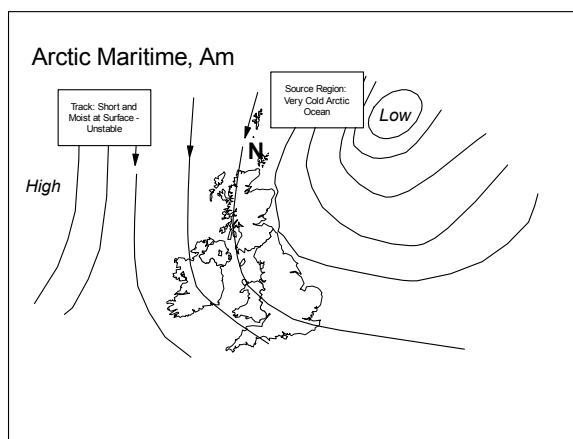 Arctic Maritime, Am
Track: Short and
Moist at Surface -
Unstable
Source Region:
Very Cold Arctic
Ocean
Low
N
High